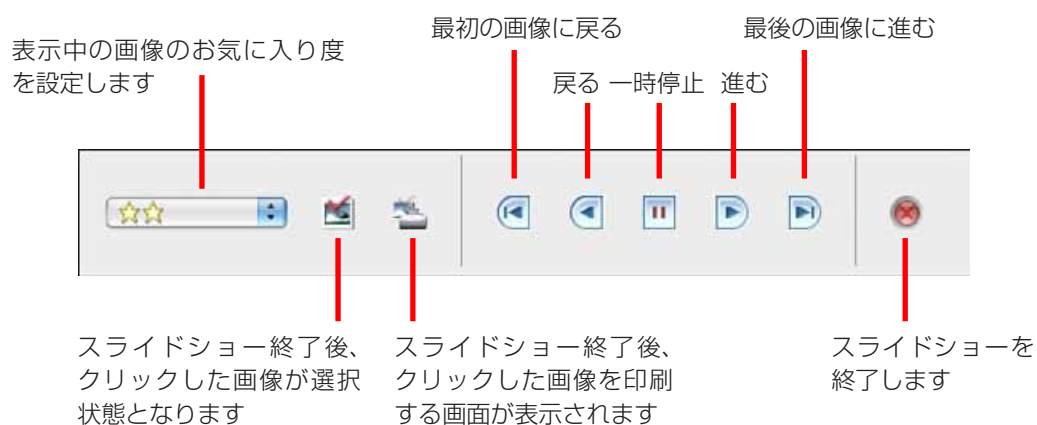 最初の画像に戻る
最後の画像に進む
表示中の画像のお気に入り度
を設定します
戻る 一時停止 進む
スライドショー終了後、
クリックした画像が選択
状態となります
スライドショー終了後、
クリックした画像を印刷
する画面が表示されます
スライドショーを
終了します